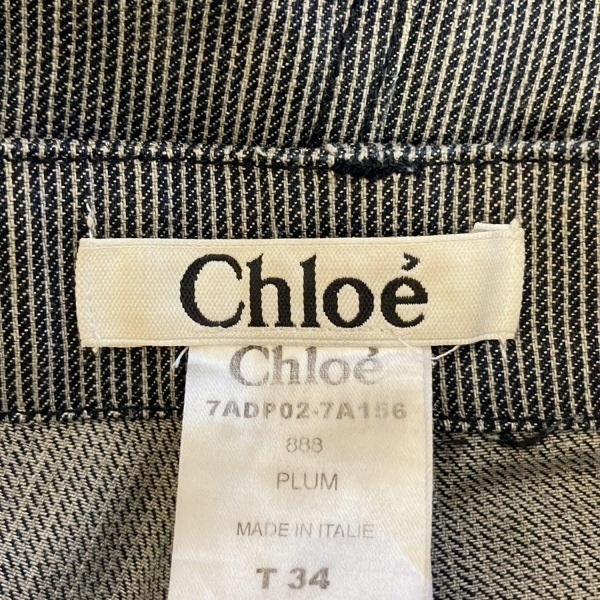 Chloé
Chloé
7ADP02-7A156
888
PLUM
MADE IN ITALIE
T 34